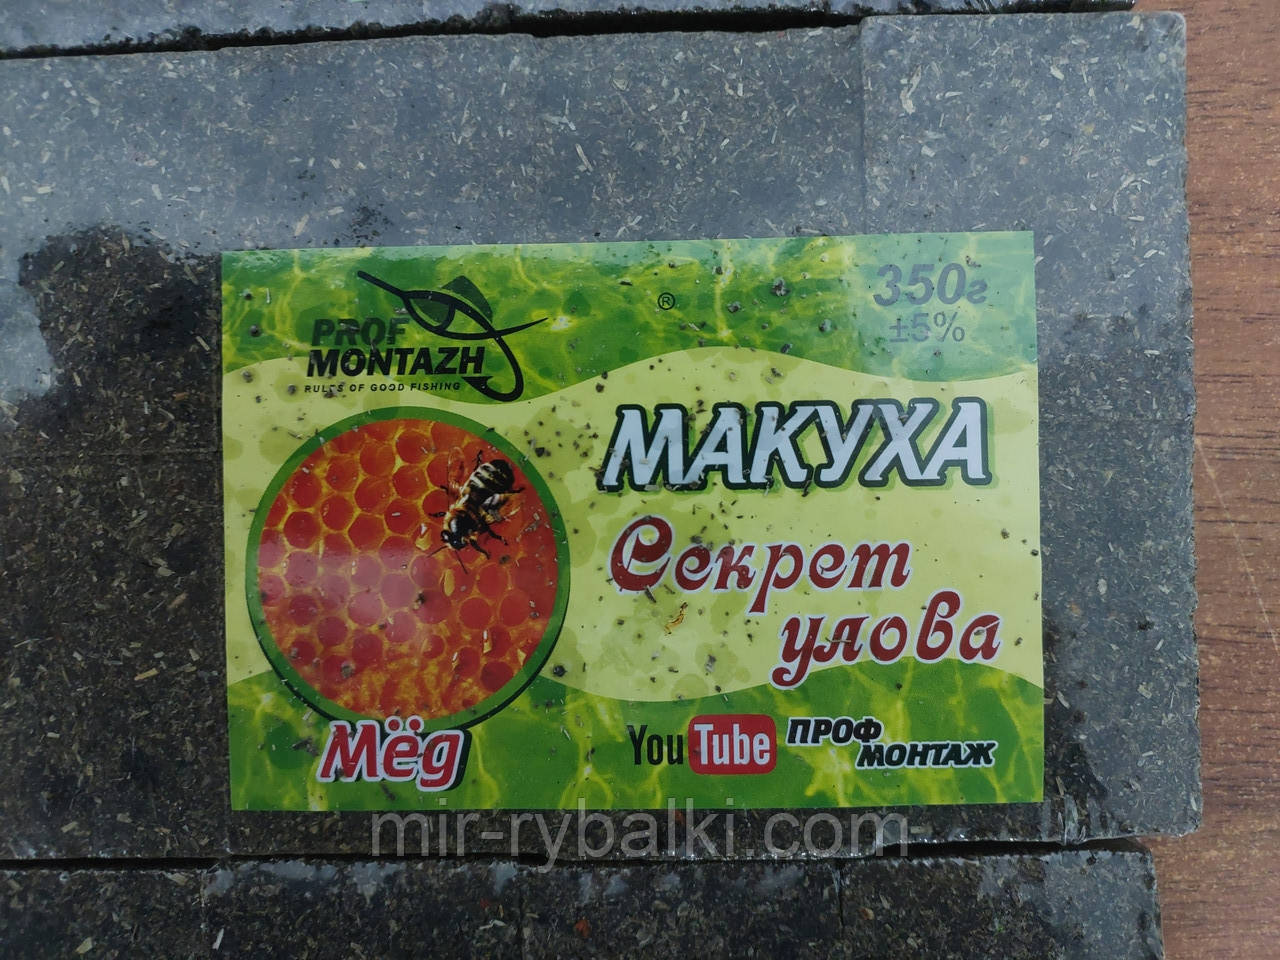 PROF
MONTAZH
RULES OF GOOD FISHING
®
350г
±5%
МАКУХА
Секрет
улова
Мёд
YouTube
ПРОФ
МОНТАЖ
mir-rybalki.com